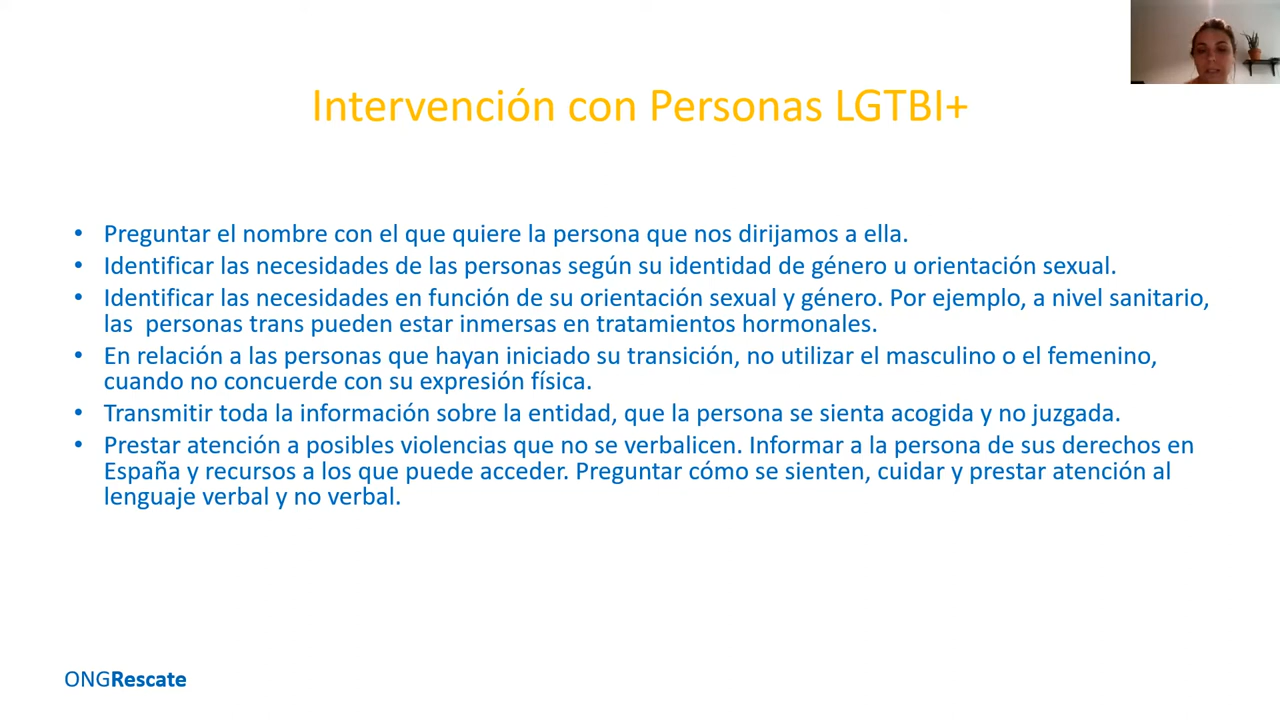 Intervención con Personas LGTBI+
• Preguntar el nombre con el que quiere la persona que nos dirijamos a ella.
• Identificar las necesidades de las personas según su identidad de género u orientación sexual.
• Identificar las necesidades en función de su orientación sexual y género. Por ejemplo, a nivel sanitario,
las  personas trans pueden estar inmersas en tratamientos hormonales.
• En relación a las personas que hayan iniciado su transición, no utilizar el masculino o el femenino,
cuando no concuerde con su expresión física.
• Transmitir toda la información sobre la entidad, que la persona se sienta acogida y no juzgada.
• Prestar atención a posibles violencias que no se verbalicen. Informar a la persona de sus derechos en
España y recursos a los que puede acceder. Preguntar cómo se sienten, cuidar y prestar atención al
lenguaje verbal y no verbal.
ONGRescate